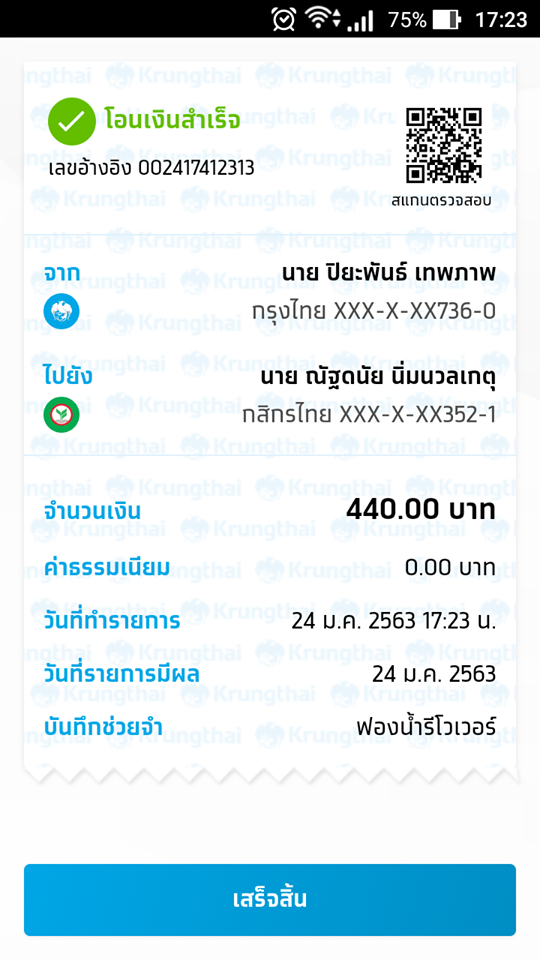 75% 17:23
โอนเงินสำเร็จ
เลขอ้างอิง 002417412313
สแกนตรวจสอบ
จาก นาย ปิยะพันธ์ เทพภาพ
กรุงไทย XXX-X-XX736-0
ไปยัง นาย ณัฐดนัย นิ่มนวลเกตุ
กสิกรไทย XXX-X-XX352-1
จำนวนเงิน 440.00 บาท
ค่าธรรมเนียม 0.00 บาท
วันที่ทำรายการ 24 ม.ค. 2563 17:23 น.
วันที่รายการมีผล 24 ม.ค. 2563
บันทึกช่วยจำ ฟองน้ำรีโวเวอร์
เสร็จสิ้น